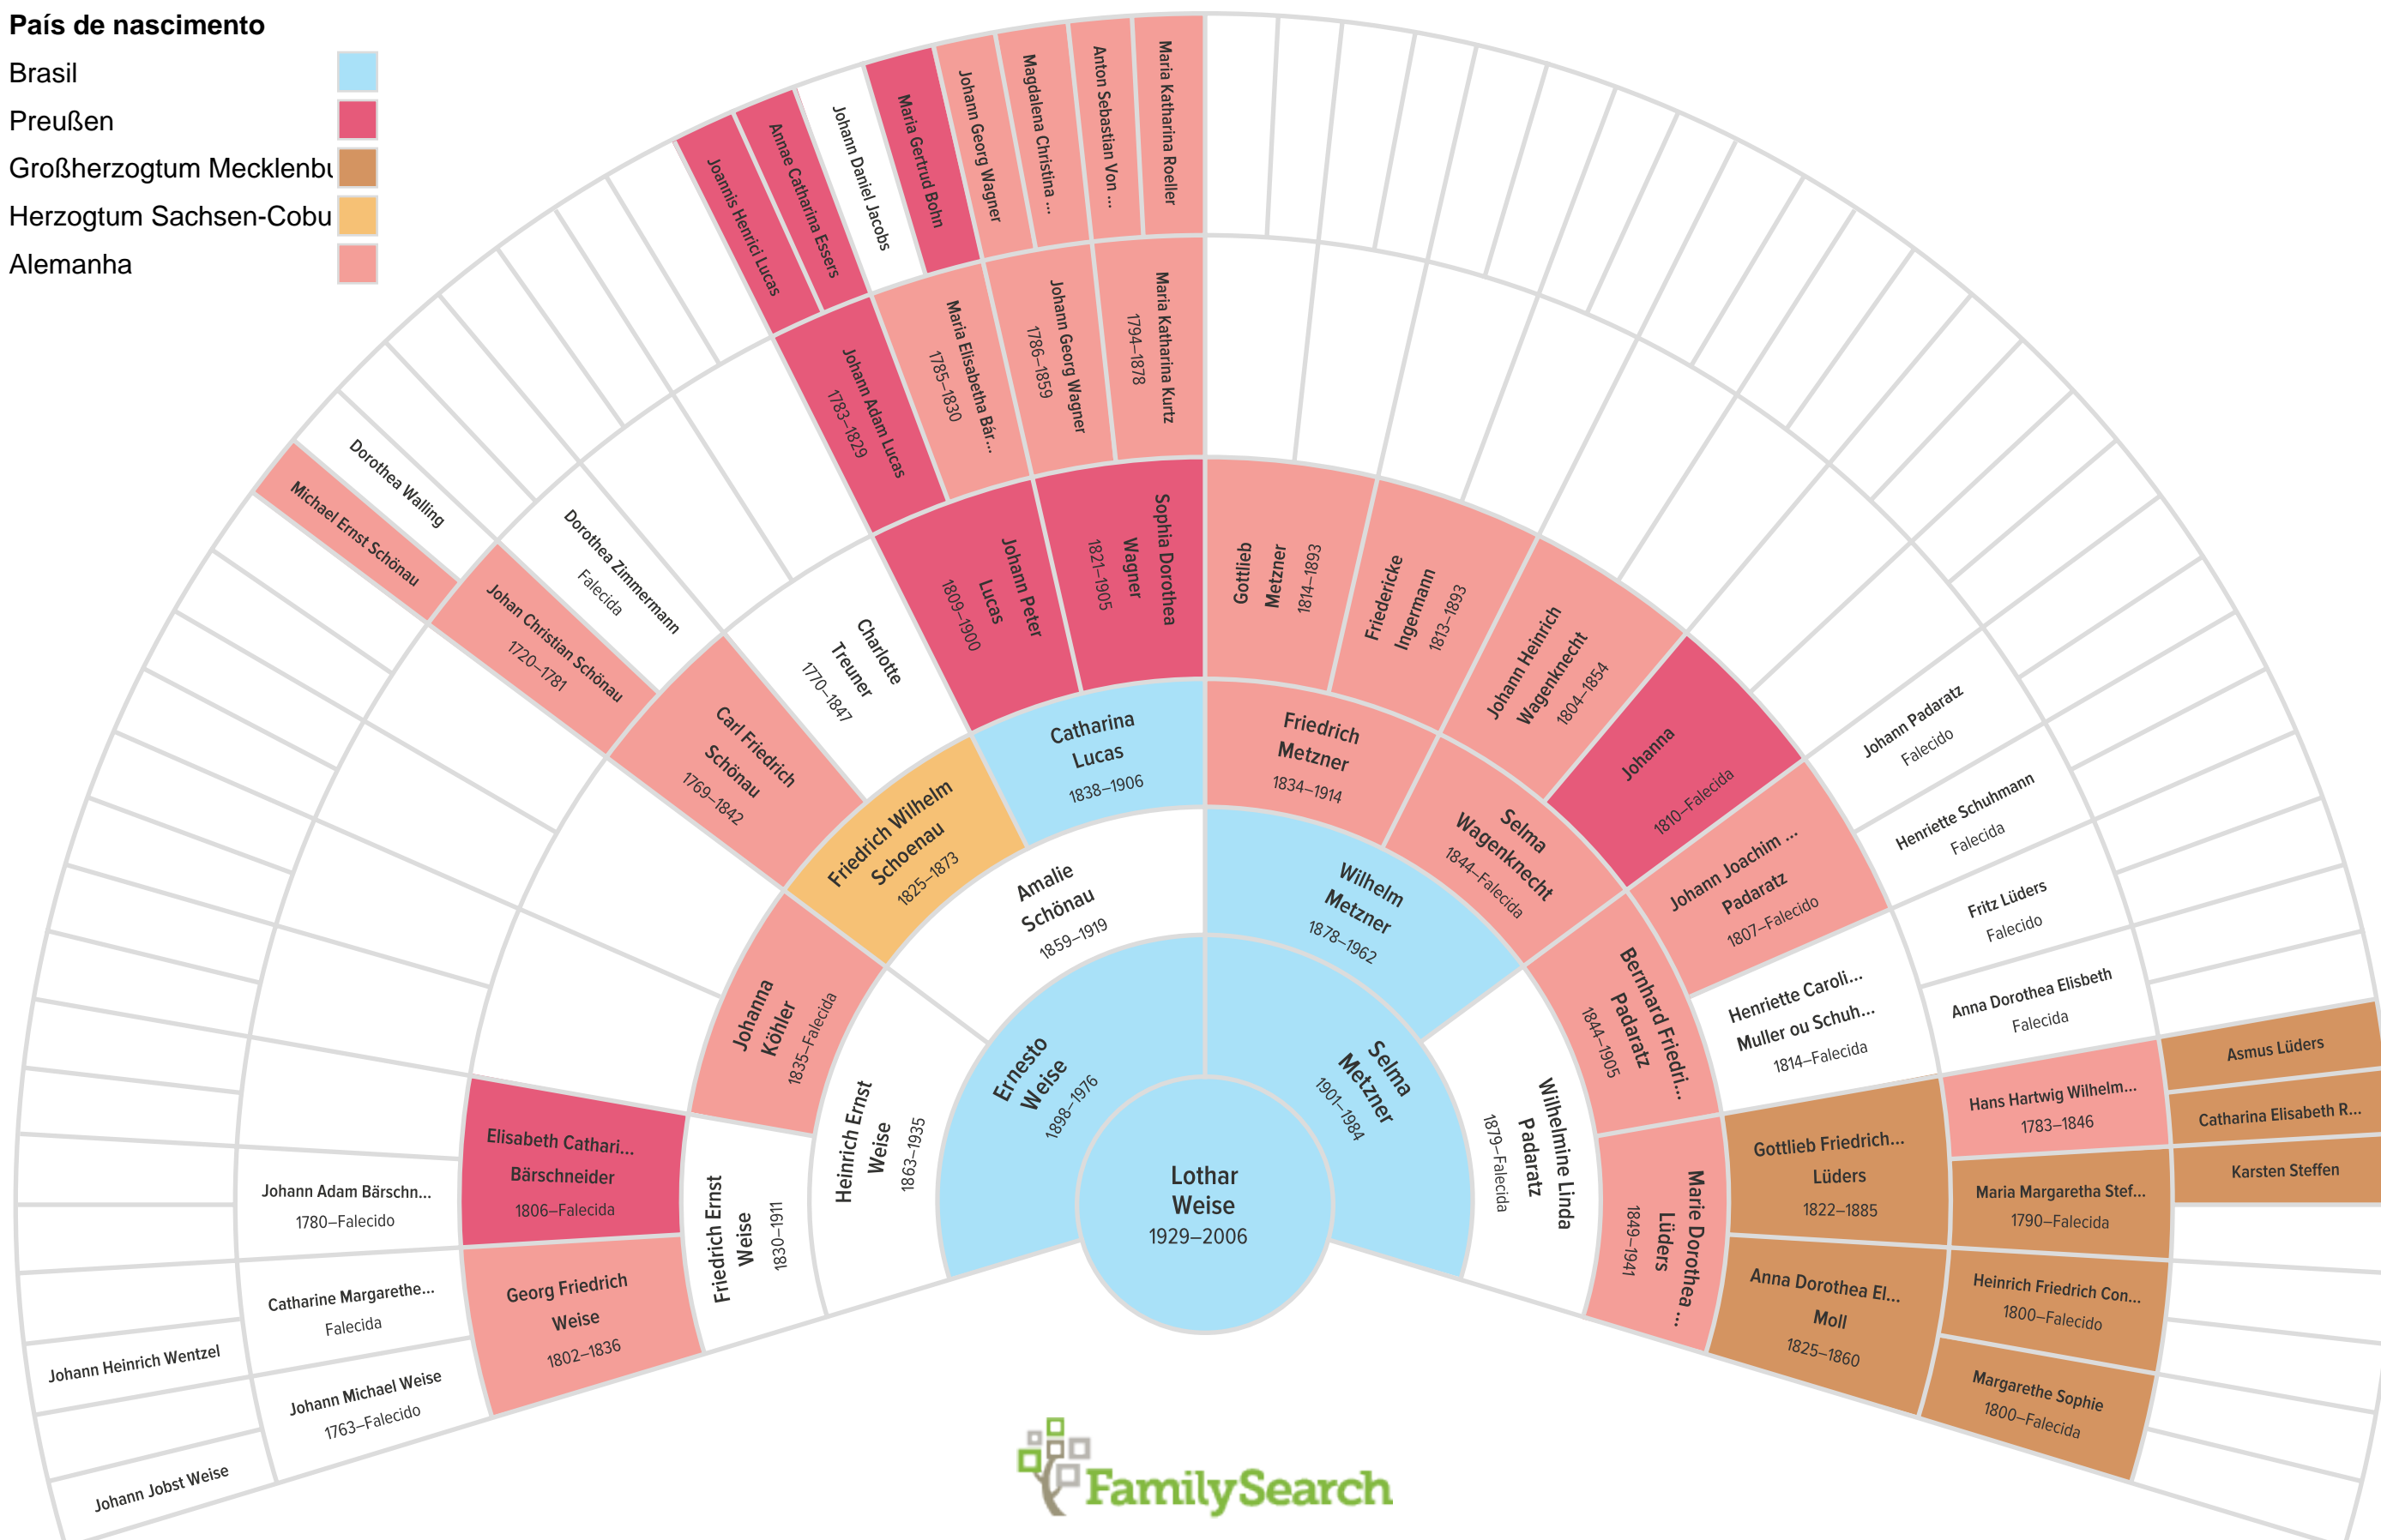 País de nascimento
Brasil
Preußen
Großherzogtum Mecklenbu
Herzogtum Sachsen-Cobu
Alemanha
Joannis Henrici Lucas
Annae Catharina Essers
Johann Daniel Jacobs
Maria Gertrud Bohn
Johann Georg Wagner
Magdalena Christina ...
Anton Sebastian Von ...
Maria Katharina Roeller
Johann Adam Lucas
1783–1829
Maria Elisabetha Bár...
1785–1830
Johann Georg Wagner
1786–1859
Maria Katharina Kurtz
1794–1878
Michael Ernst Schönau
Dorothea Walling
Johan Christian Schönau
1720–1781
Dorothea Zimmermann
Falecida
Carl Friedrich
Schönau
1769–1842
Charlotte
Treuner
1770–1847
Johann Peter
Lucas
1809–1900
Sophia Dorothea
Wagner
1821–1905
Gottlieb
Metzner
1814–1893
Friedericke
Ingermann
1813–1893
Johann Heinrich
Wagenknecht
1804–1854
Johanna
1810–Falecida
Johann Joachim ...
Padaratz
1807–Falecido
Johann Padaratz
Falecido
Henriette Schuhmann
Falecida
Fritz Lüders
Falecido
Anna Dorothea Elisbeth
Falecida
Henriette Caroli...
Muller ou Schuh...
1814–Falecida
Friedrich Wilhelm
Schoenau
1825–1873
Catharina
Lucas
1838–1906
Friedrich
Metzner
1834–1914
Selma
Wagenknecht
1844–Falecida
Bernhard Friedri...
Padaratz
1844–1905
Marie Dorothea ...
Lüders
1849–1941
Johanna
Köhler
1835–Falecida
Friedrich Ernst
Weise
1830–1911
Heinrich Ernst
Weise
1863–1935
Amalie
Schönau
1859–1919
Wilhelm
Metzner
1878–1962
Wilhelmine Linda
Padaratz
1879–Falecida
Ernesto
Weise
1898–1976
Selma
Metzner
1901–1984
Lothar
Weise
1929–2006
Elisabeth Cathari...
Bärschneider
1806–Falecida
Georg Friedrich
Weise
1802–1836
Johann Adam Bärschn...
1780–Falecido
Catharine Margarethe...
Falecida
Johann Michael Weise
1763–Falecido
Johann Heinrich Wentzel
Johann Jobst Weise
Gottlieb Friedrich...
Lüders
1822–1885
Anna Dorothea El...
Moll
1825–1860
Hans Hartwig Wilhelm...
1783–1846
Maria Margaretha Stef...
1790–Falecida
Heinrich Friedrich Con...
1800–Falecido
Margarethe Sophie
1800–Falecida
Asmus Lüders
Catharina Elisabeth R...
Karsten Steffen
FamilySearch